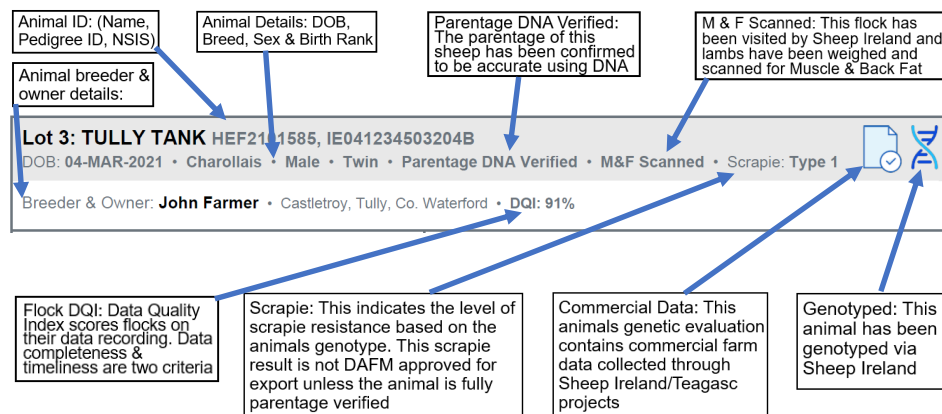 Animal ID: (Name,
Pedigree ID, NSIS)
Animal Details: DOB,
Breed, Sex & Birth Rank
Parentage DNA Verified:
The parentage of this
sheep has been confirmed
to be accurate using DNA
M & F Scanned: This flock has
been visited by Sheep Ireland and
lambs have been weighed and
scanned for Muscle & Back Fat
Animal breeder &
owner details:
Lot 3: TULLY TANK HEF2101585, IE041234503204B
DOB: 04-MAR-2021 • Charollais • Male • Twin • Parentage DNA Verified • M&F Scanned • Scrapie: Type 1
Breeder & Owner: John Farmer • Castletroy, Tully, Co. Waterford • DQI: 91%
Flock DQI: Data Quality
Index scores flocks on
their data recording. Data
completeness &
timeliness are two criteria
Scrapie: This indicates the level of
scrapie resistance based on the
animals genotype. This scrapie
result is not DAFM approved for
export unless the animal is fully
parentage verified
Commercial Data: This
animals genetic evaluation
contains commercial farm
data collected through
Sheep Ireland/Teagasc
projects
Genotyped: This
animal has been
genotyped via
Sheep Ireland